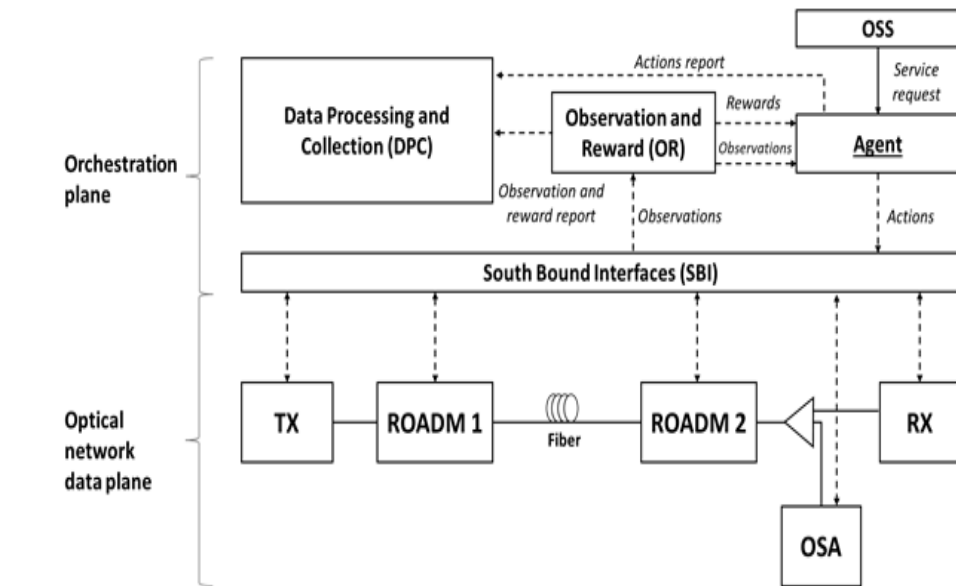 OSS
Actions report
Service
request
Data Processing and
Collection (DPC)
Observation and
Reward (OR)
Rewards
Observations
Agent
Orchestration
plane
Observation and
reward report
Observations
Actions
South Bound Interfaces (SBI)
TX
ROADM 1
Fiber
ROADM 2
RX
Optical
network
data plane
OSA